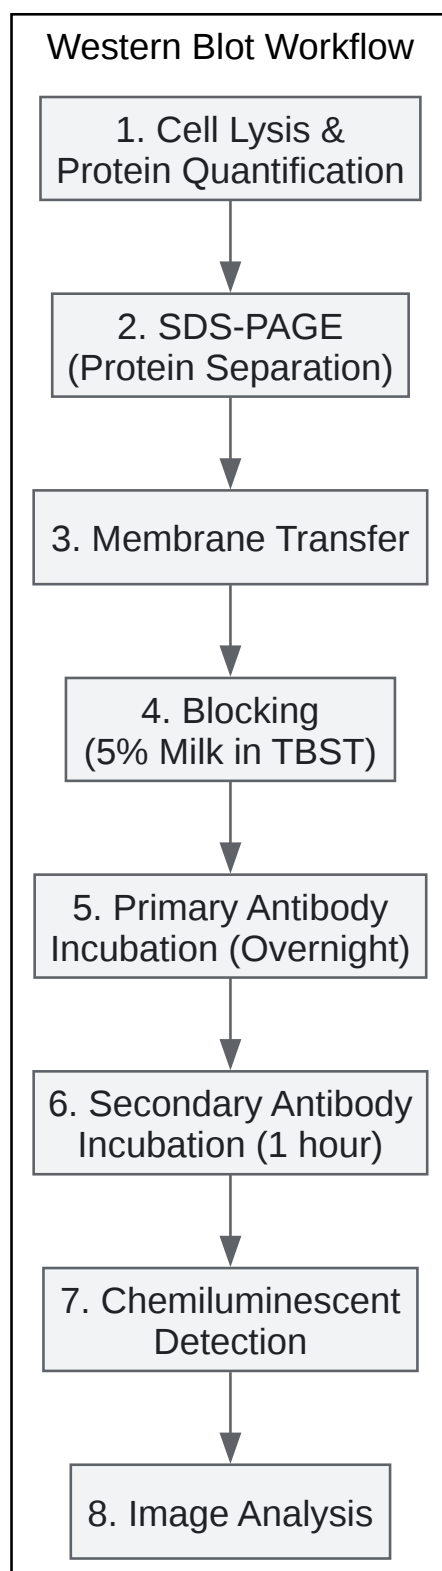 Western Blot Workflow
1. Cell Lysis &
Protein Quantification
2. SDS-PAGE
(Protein Separation)
3. Membrane Transfer
4. Blocking
(5% Milk in TBST)
5. Primary Antibody
Incubation (Overnight)
6. Secondary Antibody
Incubation (1 hour)
7. Chemiluminescent
Detection
8. Image Analysis